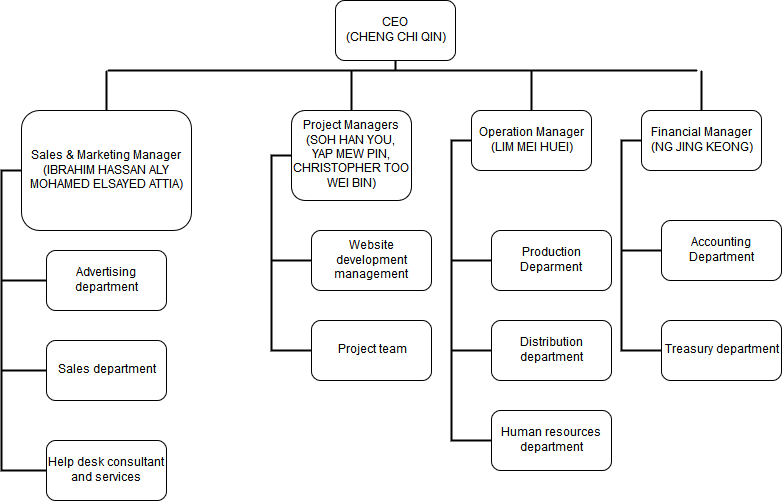 CEO
(CHENG CHI QIN)
Sales & Marketing Manager
(IBRAHIM HASSAN ALY
MOHAMED ELSAYED ATTIA)
Project Managers
(SOH HAN YOU,
YAP MEW PIN,
CHRISTOPHER TOO
WEI BIN)
Operation Manager
(LIM MEI HUEI)
Financial Manager
(NG JING KEONG)
Advertising
department
Sales department
Help desk consultant
and services
Website
development
management
Project team
Production
Deparment
Distribution
department
Human resources
department
Accounting
Department
Treasury department